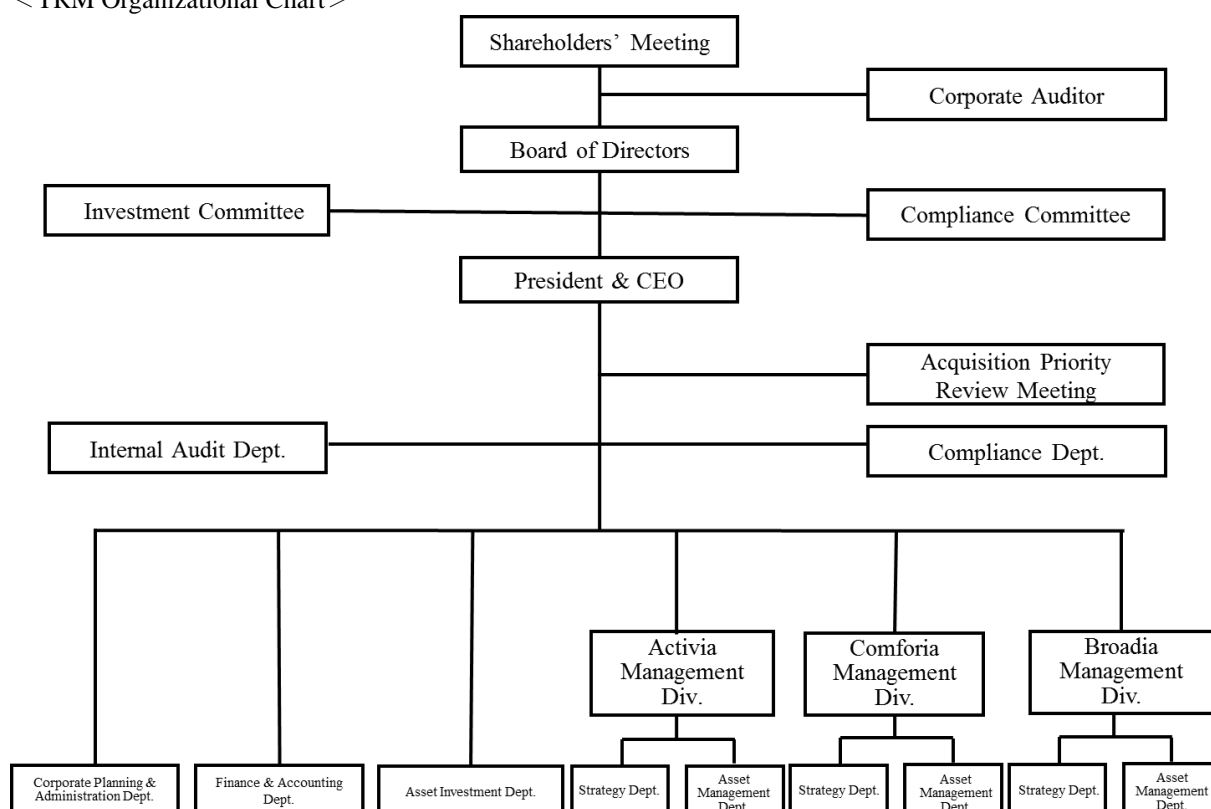 ＜TRM Organizational Chart＞
Shareholders’ Meeting
Corporate Auditor
Board of Directors
Investment Committee
Compliance Committee
President & CEO
Acquisition Priority
Review Meeting
Internal Audit Dept.
Compliance Dept.
Activia
Management
Div.
Comforia
Management
Div.
Broadia
Management
Div.
Corporate Planning &
Administration Dept.
Finance & Accounting
Dept.
Asset Investment Dept.
Strategy Dept.
Asset
Management
Dept.
Strategy Dept.
Asset
Management
Dept.
Strategy Dept.
Asset
Management
Dept.